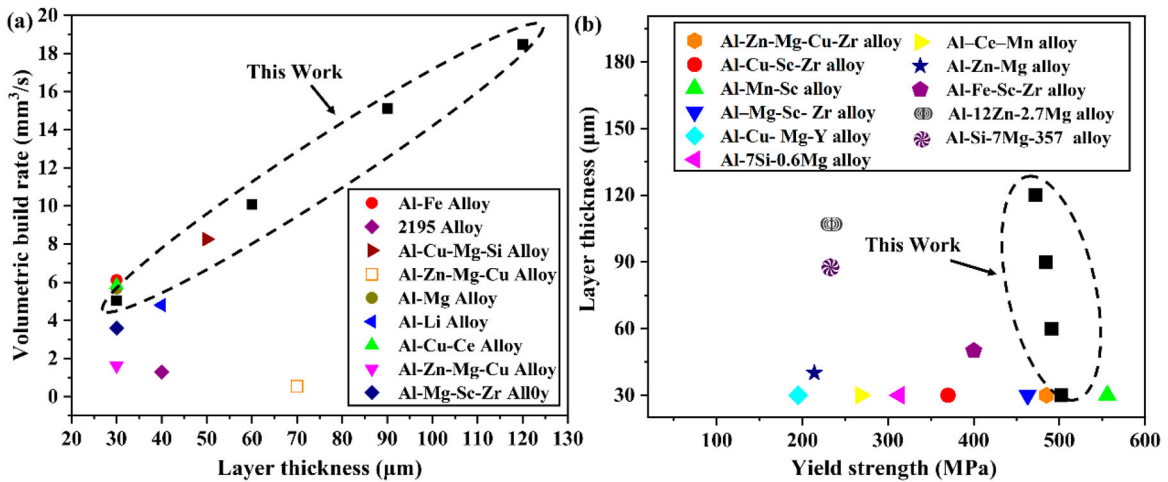 (a)
Volumetric build rate (mm³/s)
20
18
16
14
12
10
8
6
4
2
0
This Work
Al-Fe Alloy
2195 Alloy
Al-Cu-Mg-Si Alloy
Al-Zn-Mg-Cu Alloy
Al-Mg Alloy
Al-Li Alloy
Al-Cu-Ce Alloy
Al-Zn-Mg-Cu Alloy
Al-Mg-Sc-Zr All0y
20 30 40 50 60 70 80 90 100 110 120 130
Layer thickness (μm)
(b)
Layer thickness (μm)
180
150
120
90
60
30
Al-Zn-Mg-Cu-Zr alloy
Al-Cu-Sc-Zr alloy
Al-Mn-Sc alloy
Al–Mg-Sc- Zr alloy
Al-Cu- Mg-Y alloy
Al-7Si-0.6Mg alloy
Al–Cc–Mn alloy
Al-Zn-Mg alloy
Al-Fe-Sc-Zr alloy
Al-12Zn-2.7Mg alloy
Al-Si-7Mg-357 alloy
This Work
100 200 300 400 500 600
Yield strength (MPa)